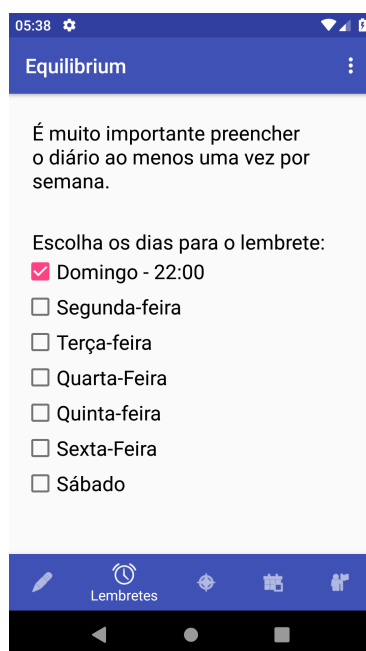 05:38
Equilibrium
É muito importante preencher
o diário ao menos uma vez por
semana.
Escolha os dias para o lembrete:
Domingo - 22:00
Segunda-feira
Terça-feira
Quarta-Feira
Quinta-feira
Sexta-Feira
Sábado
Lembretes